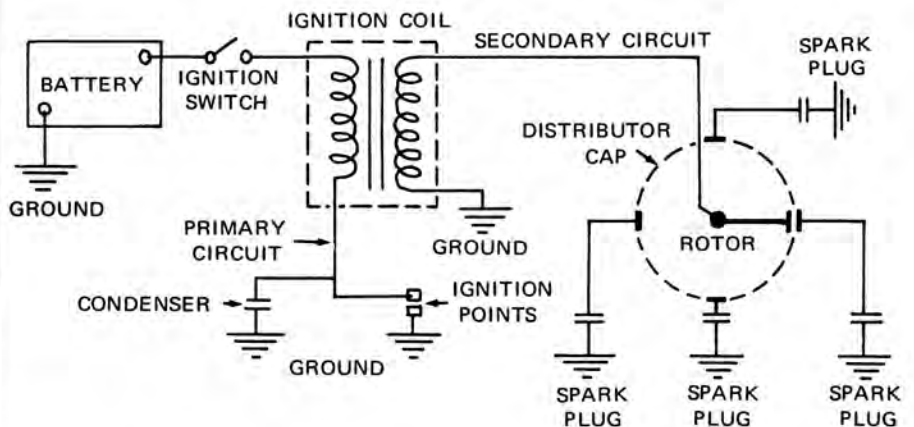 IGNITION COIL
SECONDARY CIRCUIT
SPARK
PLUG
BATTERY
IGNITION
SWITCH
DISTRIBUTOR
CAP
GROUND
GROUND
PRIMARY
CIRCUIT
ROTOR
CONDENSER
IGNITION
POINTS
GROUND
SPARK
PLUG
SPARK
PLUG
SPARK
PLUG